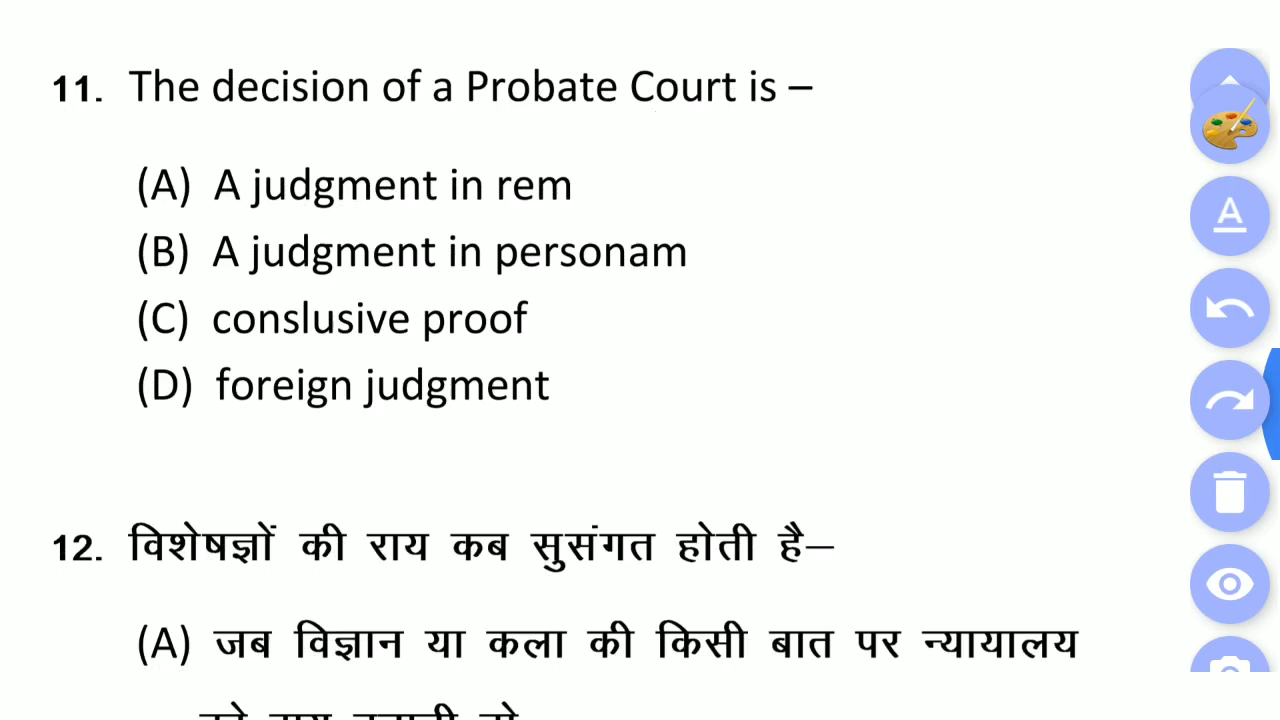 11. The decision of a Probate Court is –
(A) A judgment in rem
(B) A judgment in personam
(C) conslusive proof
(D) foreign judgment
12. विशेषज्ञों की राय कब सुसंगत होती है–
(A) जब विज्ञान या कला की किसी बात पर न्यायालय
A